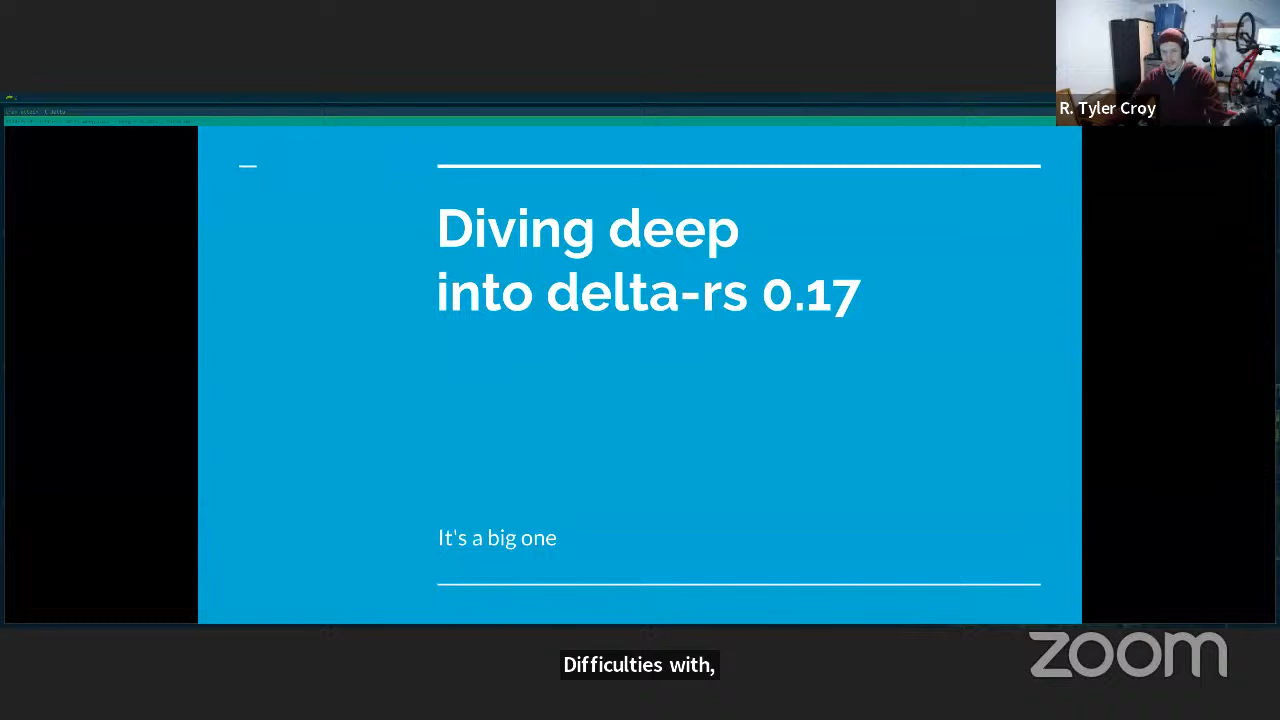 R. Tyler Croy
Diving deep
into delta-rs 0.17
It's a big one
Difficulties with,
zoom